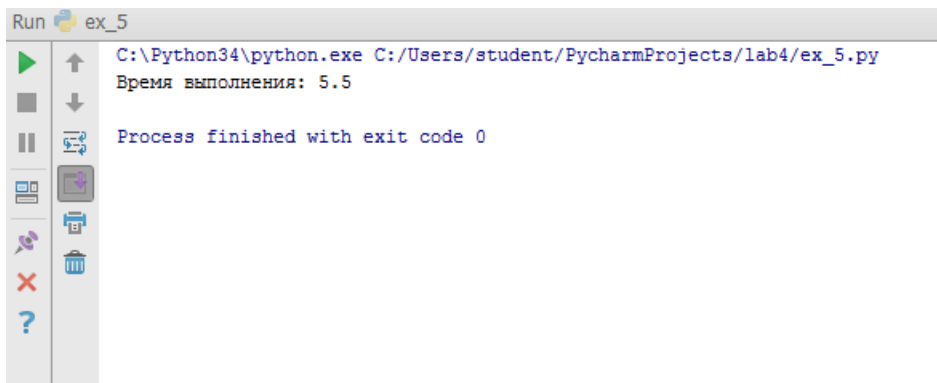 Run ex_5
C:\Python34\python.exe C:/Users/student/PycharmProjects/lab4/ex_5.py
Время выполнения: 5.5
Process finished with exit code 0